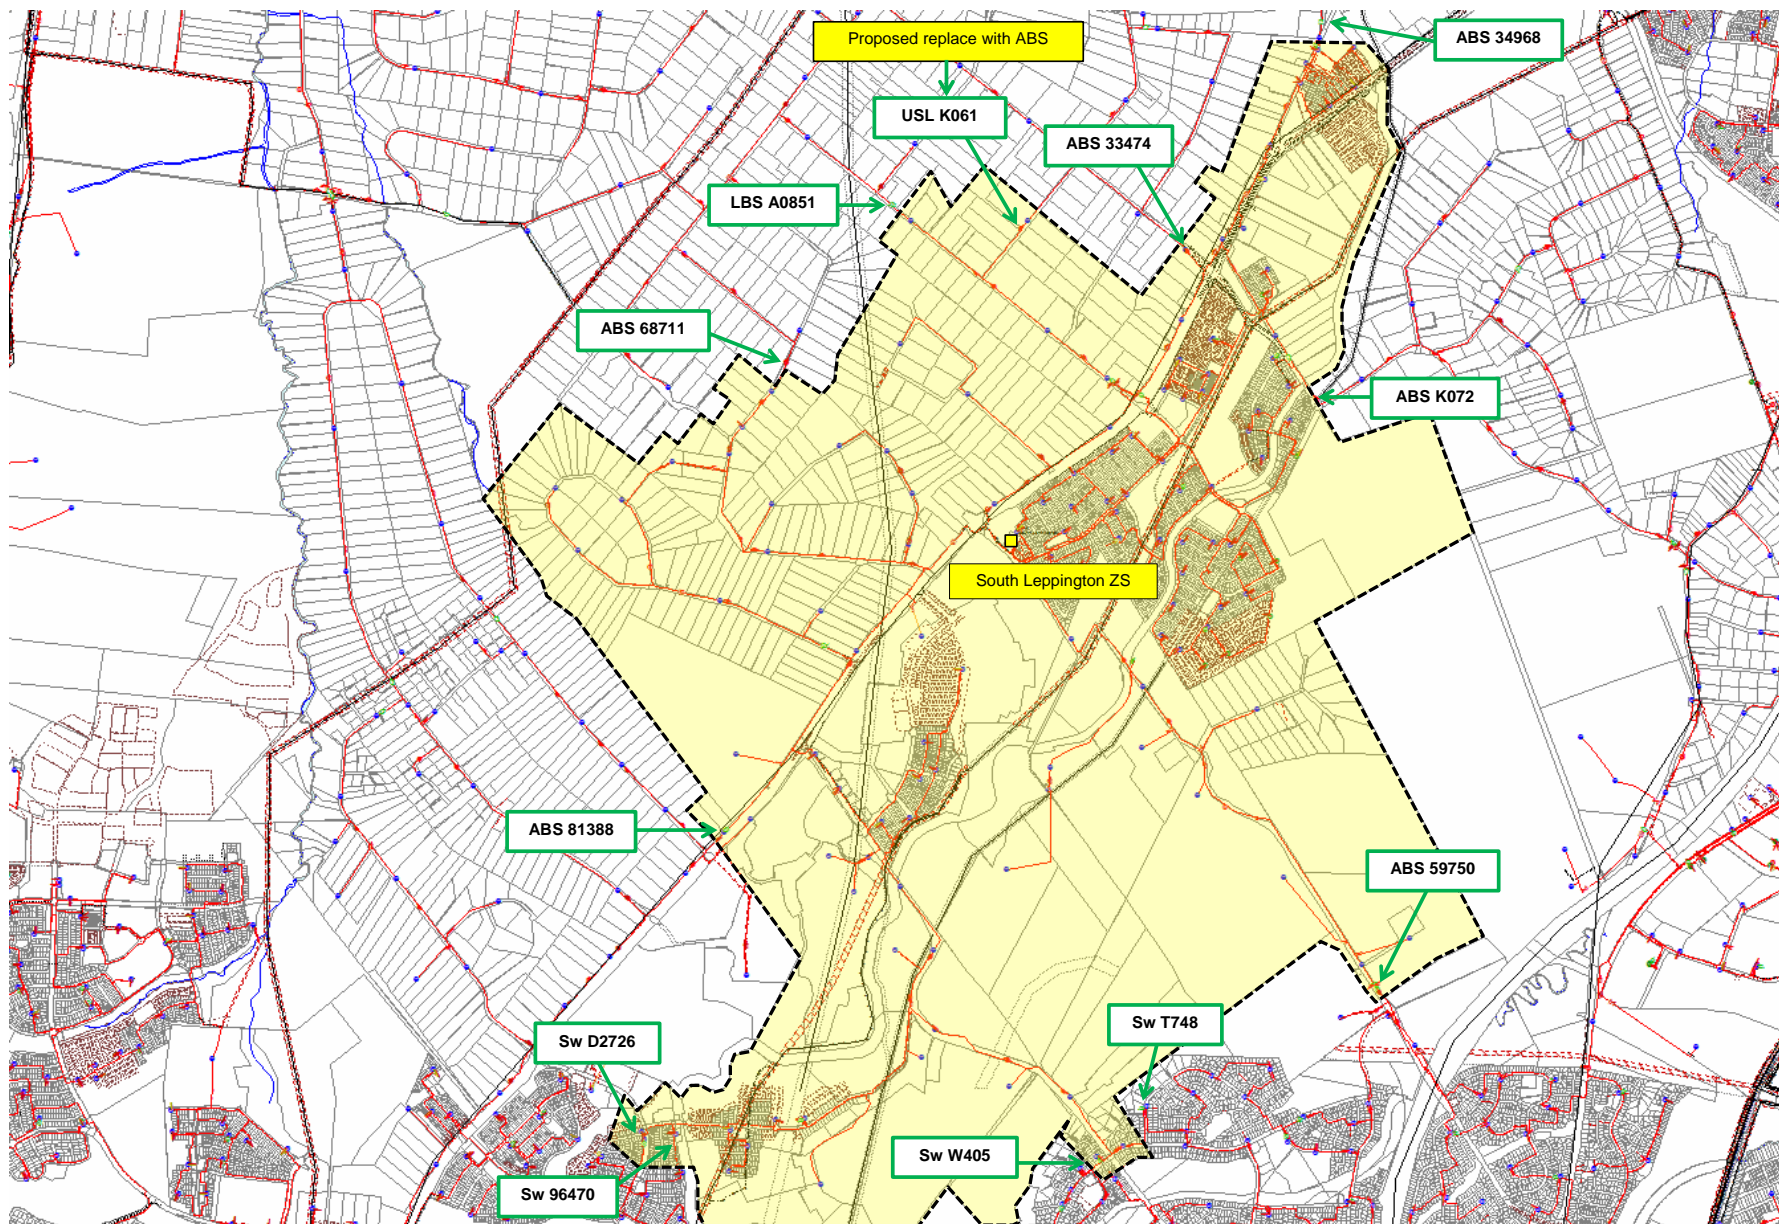 Proposed replace with ABS
ABS 34968
USL K061
ABS 33474
LBS A0851
ABS 68711
ABS K072
South Leppington ZS
ABS 81388
ABS 59750
Sw D2726
Sw T748
Sw W405
Sw 96470